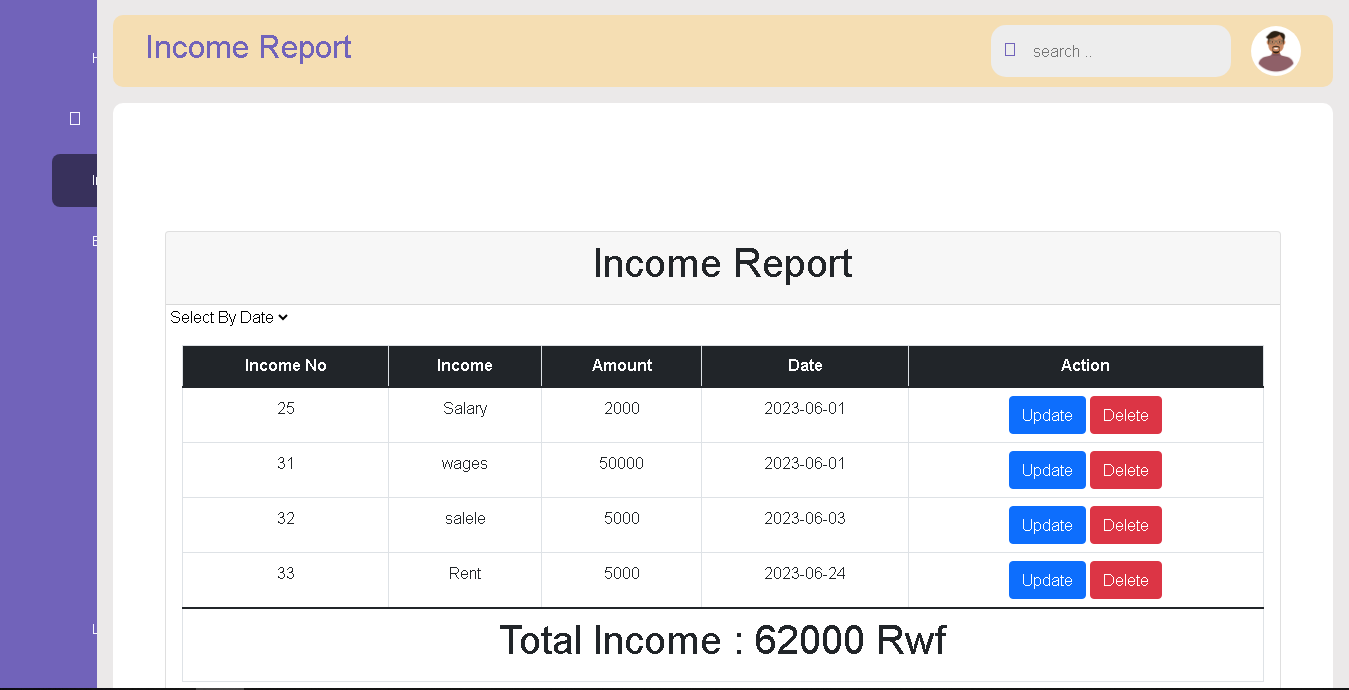 Income Report
search ..
Income Report
Select By Date
Income No Income Amount Date Action
25 Salary 2000 2023-06-01 Update Delete
31 wages 50000 2023-06-01 Update Delete
32 salele 5000 2023-06-03 Update Delete
33 Rent 5000 2023-06-24 Update Delete
Total Income : 62000 Rwf